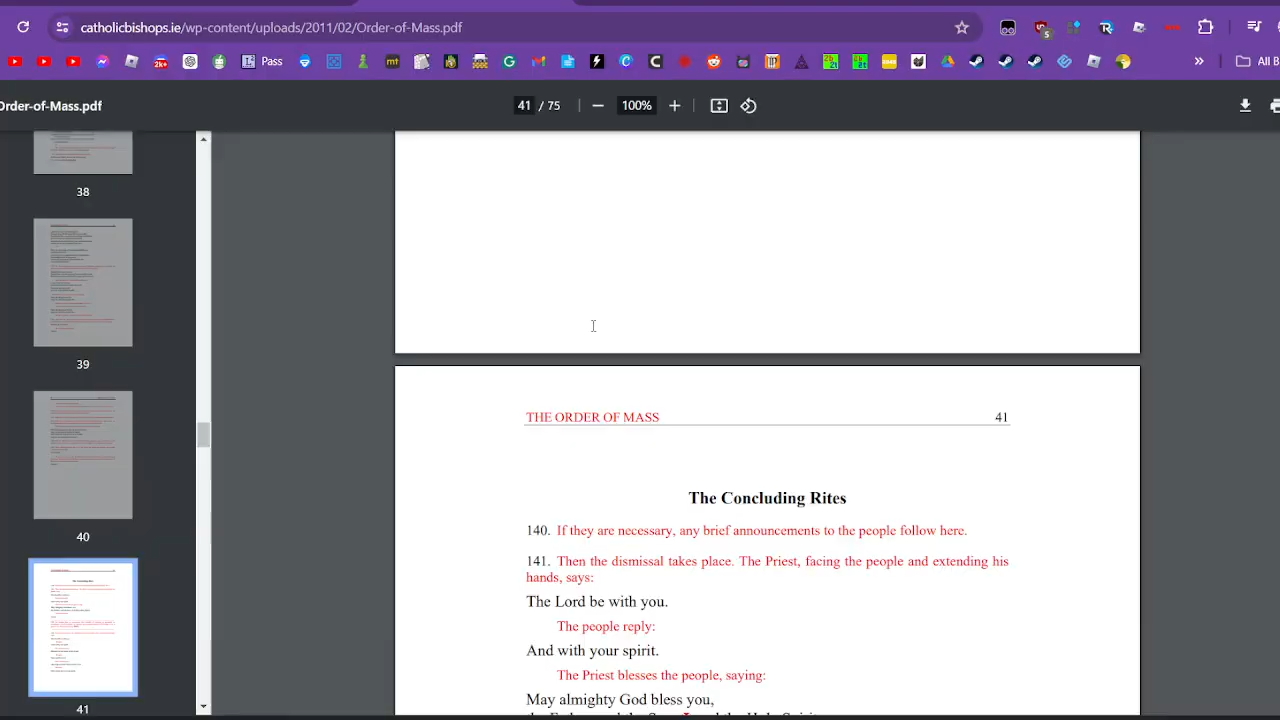 catholicbishops.ie/wp-content/uploads/2011/02/Order-of-Mass.pdf
5
2K+
Pass
All B
Order-of-Mass.pdf
41 / 75
100%
38
39
40
41
THE ORDER OF MASS 41
The Concluding Rites
140. If they are necessary, any brief announcements to the people follow here.
141. Then the dismissal takes place. The Priest, facing the people and extending his
hands, says:
The Lord be with you.
The people reply:
And with your spirit.
The Priest blesses the people, saying:
May almighty God bless you,